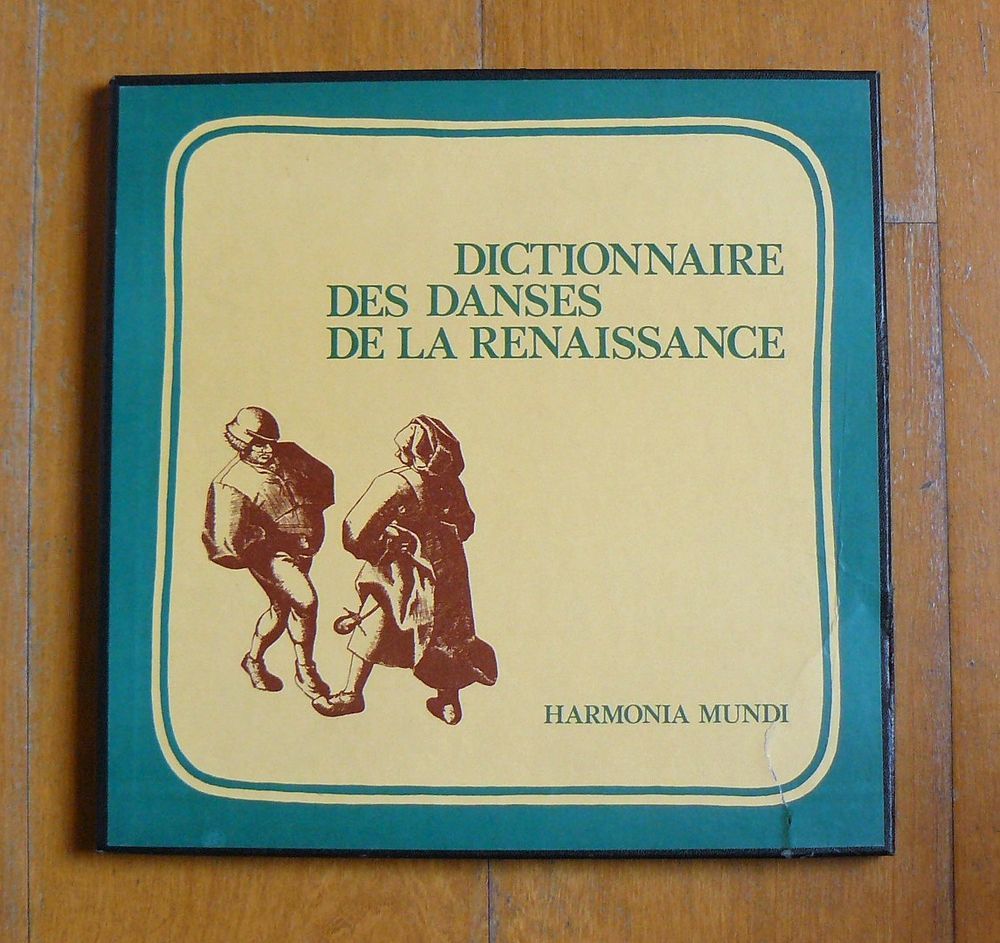 DICTIONNAIRE
DES DANSES
DE LA RENAISSANCE
HARMONIA MUNDI